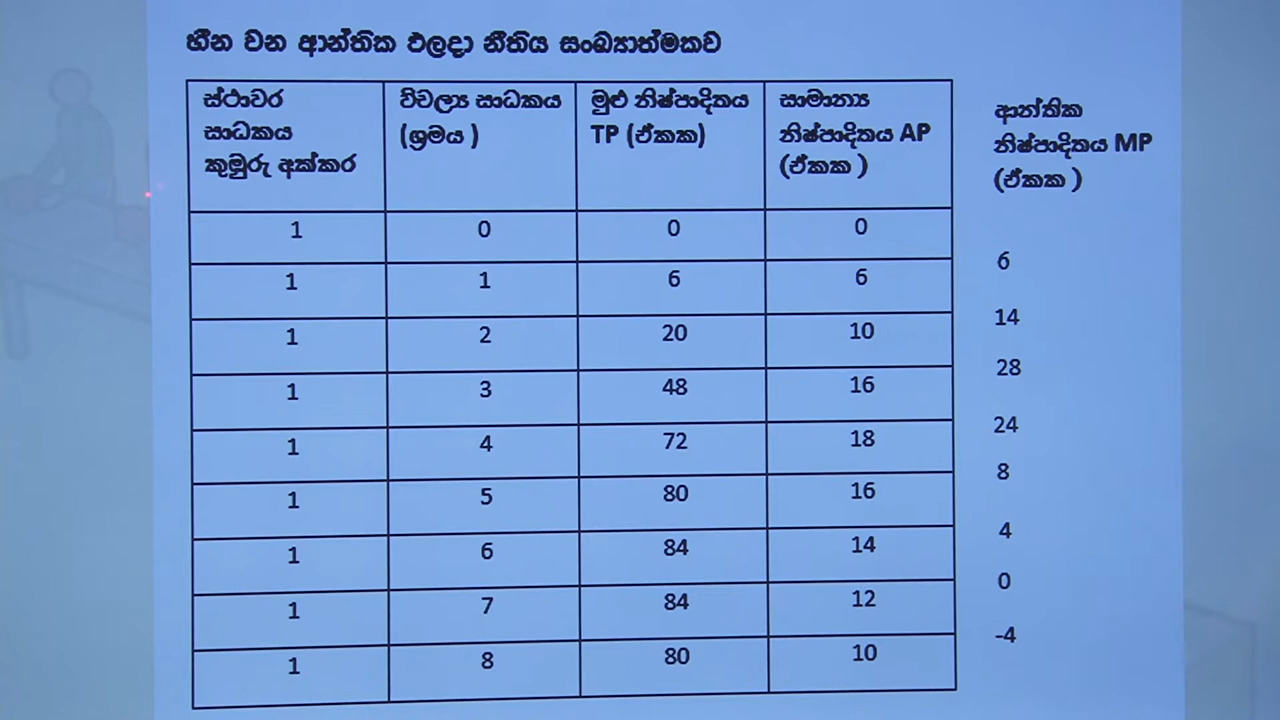 හීන වන ආන්තික ඵලදා නීතිය සංඛ්‍යාත්මකව
ස්ථාවර සාධකය කුඹුරු අක්කර | විචල්‍ය සාධකය (ශ්‍රමය ) | මුළු නිෂ්පාදිතය TP (ඒකක) | සාමාන්‍ය නිෂ්පාදිතය AP (ඒකක ) | ආන්තික නිෂ්පාදිතය MP (ඒකක )
1 0 0 0
6
1 1 6 6
14
1 2 20 10
28
1 3 48 16
24
1 4 72 18
8
1 5 80 16
4
1 6 84 14
0
1 7 84 12
-4
1 8 80 10